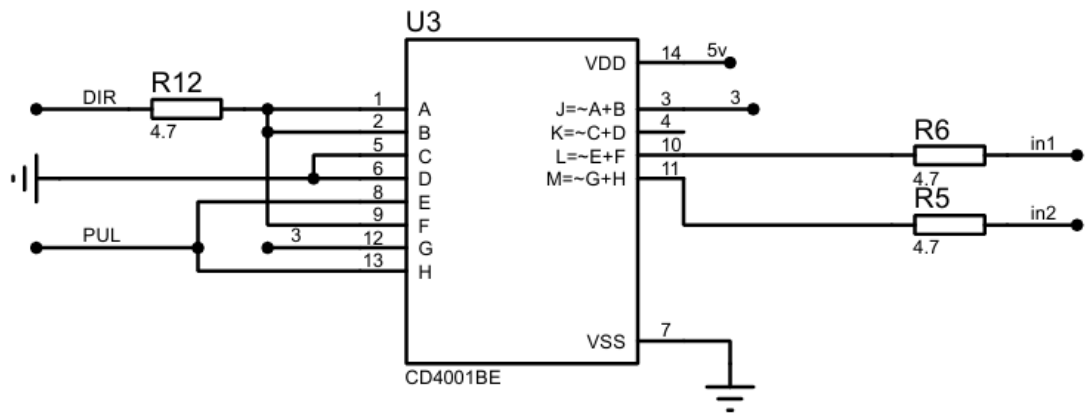 U3
VDD 14 5v
DIR R12 1 A J=~A+B 3 3
4.7 2 B K=~C+D 4
5 C L=~E+F 10 R6 in1
6 D M=~G+H 11 4.7
8 E R5 in2
9 F 4.7
PUL 3 12 G
13 H
VSS 7
CD4001BE